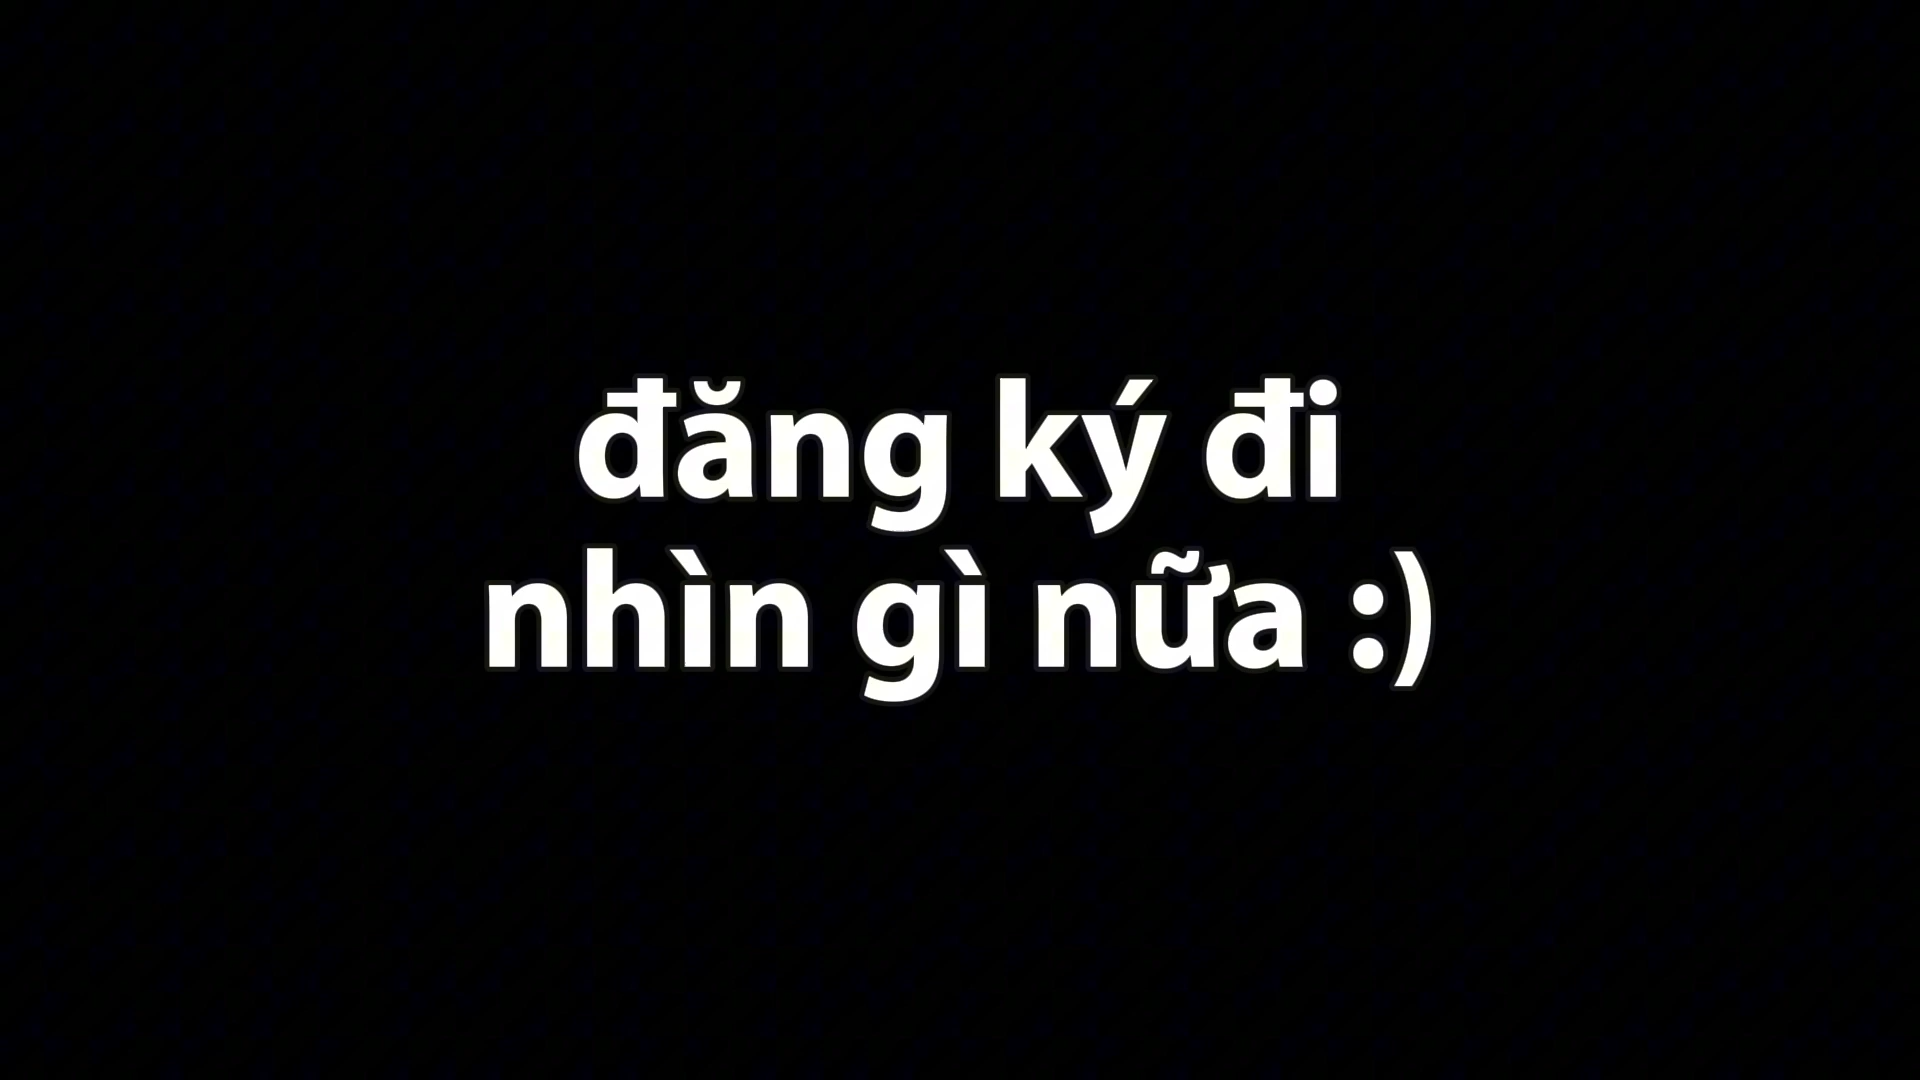 đăng ký đi
nhìn gì nữa :)